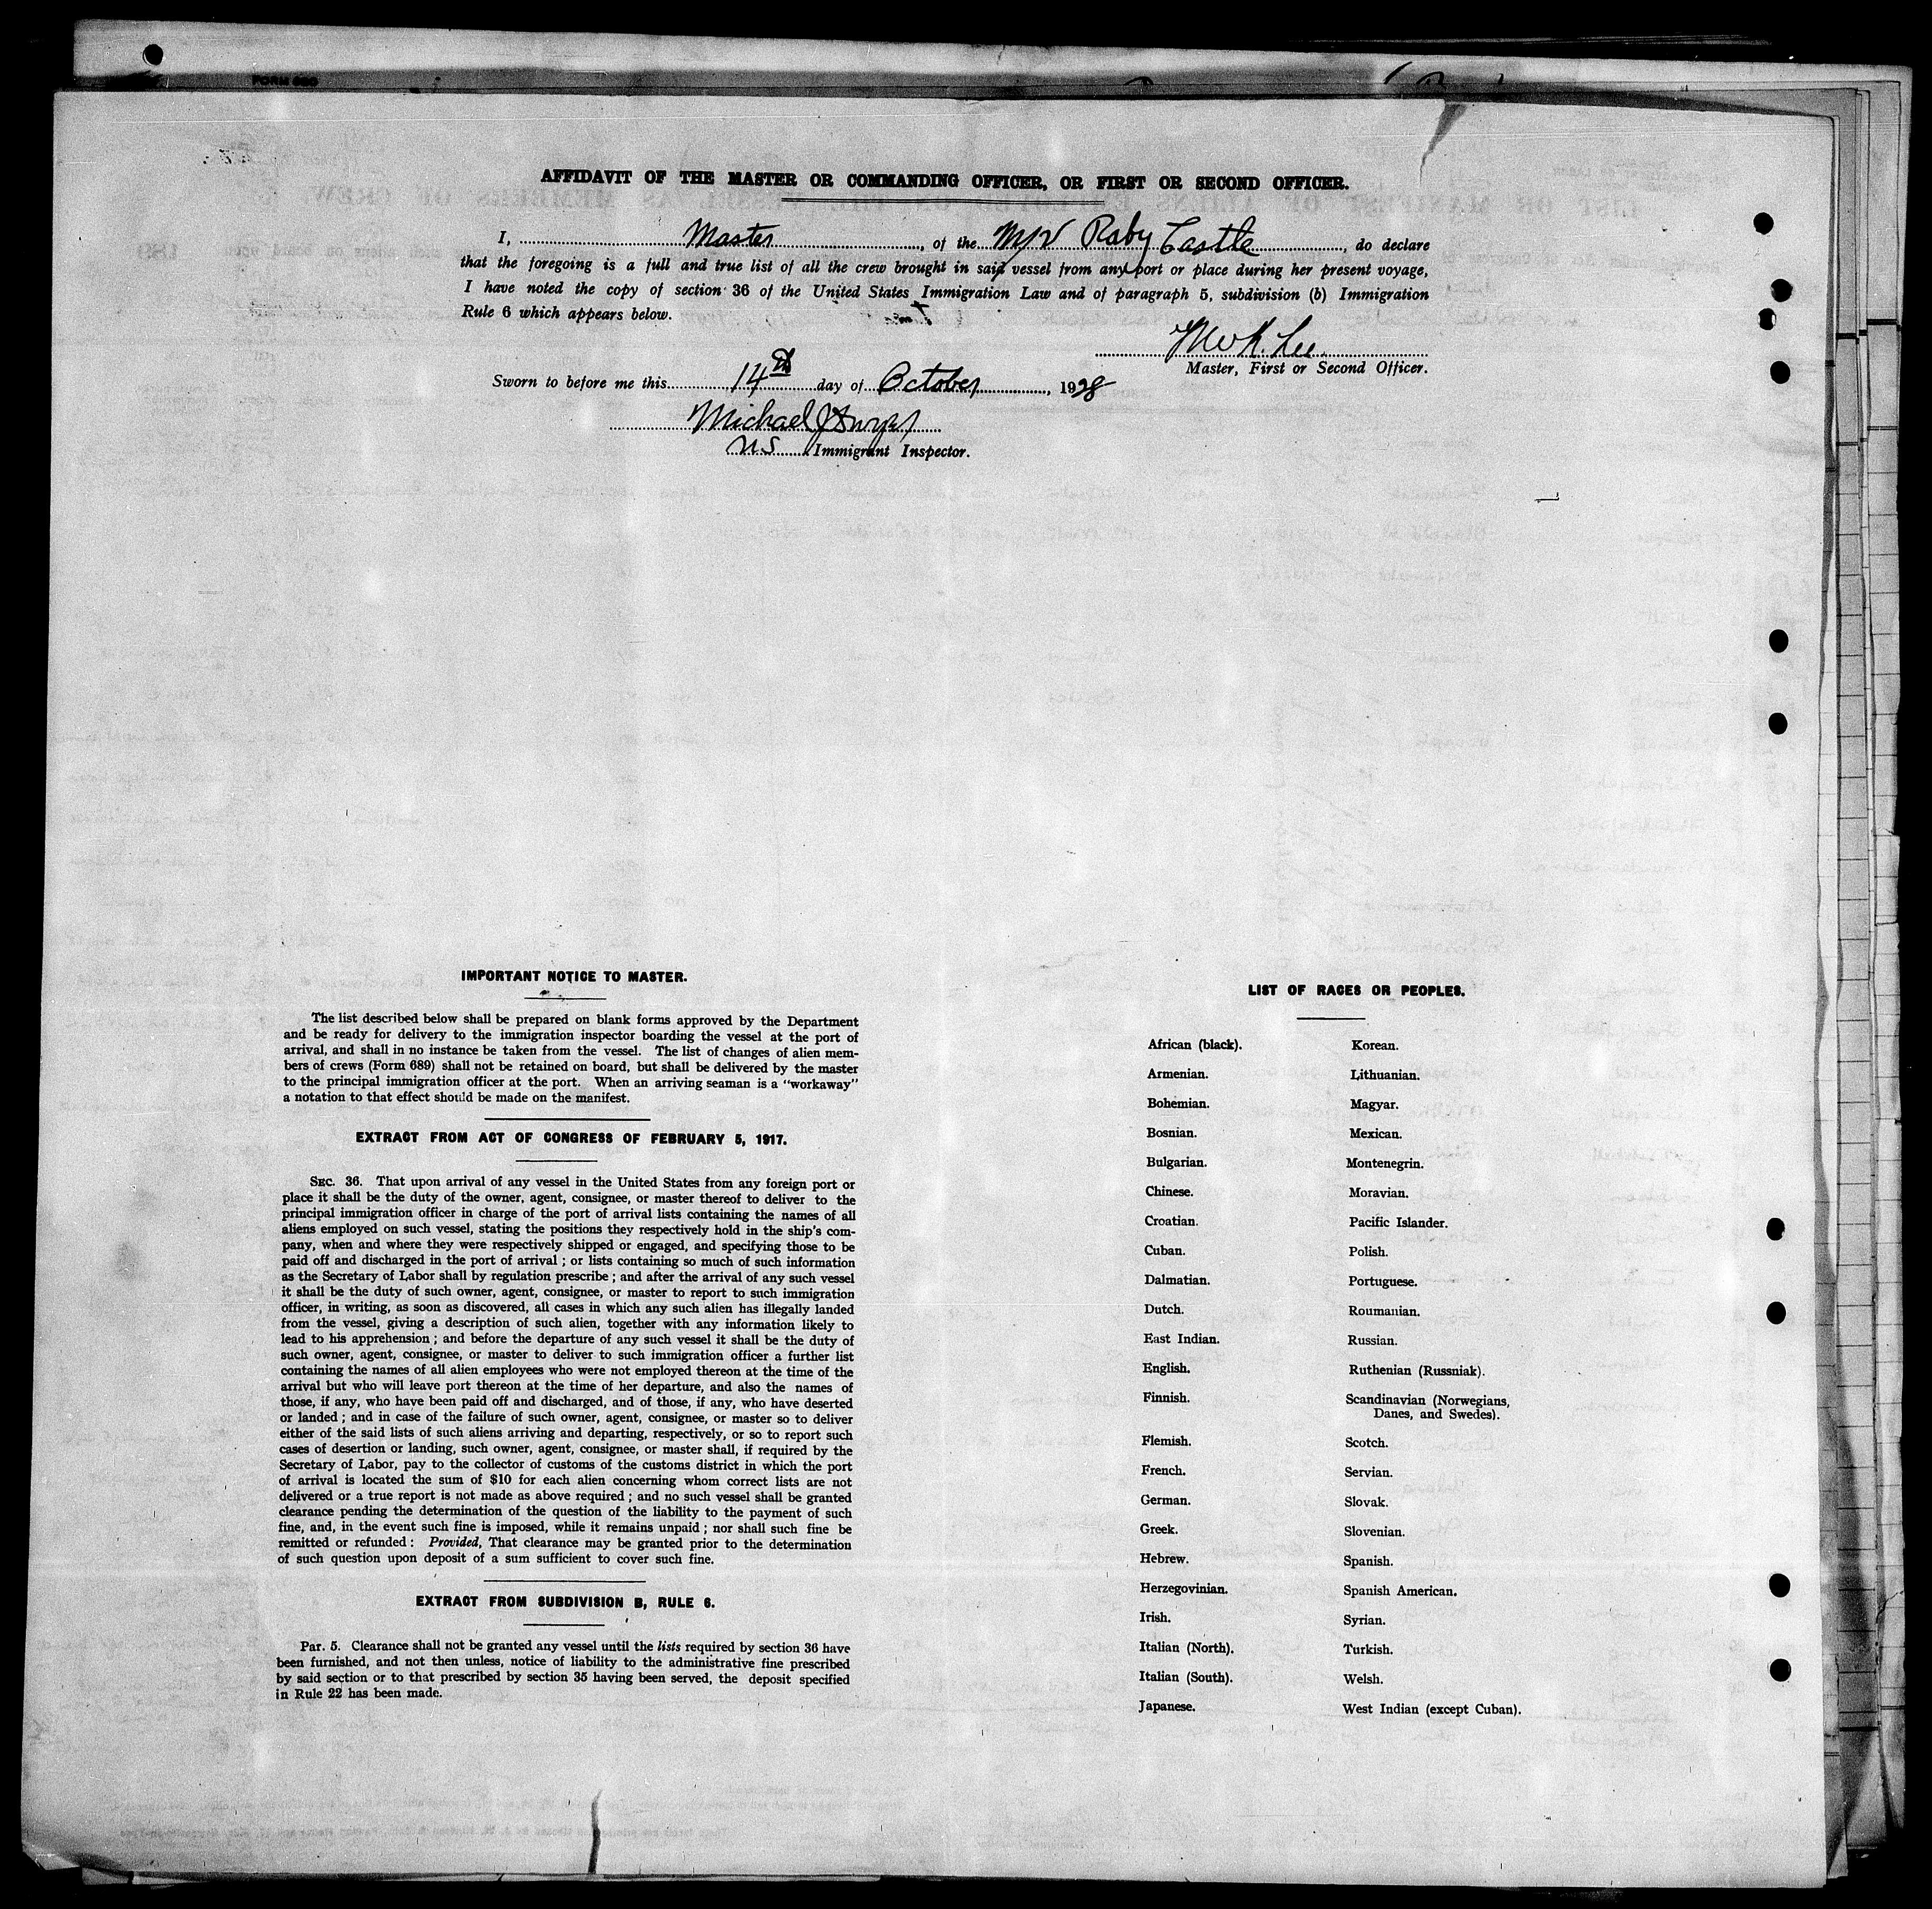 FORM 689
AFFIDAVIT OF THE MASTER OR COMMANDING OFFICER, OR FIRST OR SECOND OFFICER.
I, Master, of the M/V Raby Castle, do declare
that the foregoing is a full and true list of all the crew brought in said vessel from any port or place during her present voyage,
I have noted the copy of section 36 of the United States Immigration Law and of paragraph 5, subdivision (b) Immigration
Rule 6 which appears below.
Lee
Master, First or Second Officer.
Sworn to before me this 14th day of October, 1928
Michael J
US Immigrant Inspector.
IMPORTANT NOTICE TO MASTER.
The list described below shall be prepared on blank forms approved by the Department
and be ready for delivery to the immigration inspector boarding the vessel at the port of
arrival, and shall in no instance be taken from the vessel. The list of changes of alien mem-
bers of crews (Form 689) shall not be retained on board, but shall be delivered by the master
to the principal immigration officer at the port. When an arriving seaman is a "workaway"
a notation to that effect should be made on the manifest.
EXTRACT FROM ACT OF CONGRESS OF FEBRUARY 5, 1917.
SEC. 36. That upon arrival of any vessel in the United States from any foreign port or
place it shall be the duty of the owner, agent, consignee, or master thereof to deliver to the
principal immigration officer in charge of the port of arrival lists containing the names of all
aliens employed on such vessel, stating the positions they respectively hold in the ship's com-
pany, when and where they were respectively shipped or engaged, and specifying those to be
paid off and discharged in the port of arrival; or lists containing so much of such information
as the Secretary of Labor shall by regulation prescribe; and after the arrival of any such vessel
it shall be the duty of such owner, agent, consignee, or master to report to such immigration
officer, in writing, as soon as discovered, all cases in which any such alien has illegally landed
from the vessel, giving a description of such alien, together with any information likely to
lead to his apprehension; and before the departure of any such vessel it shall be the duty of
such owner, agent, consignee, or master to deliver to such immigration officer a further list
containing the names of all alien employees who were not employed thereon at the time of the
arrival but who will leave port thereon at the time of her departure, and also the names of
those, if any, who have been paid off and discharged, and of those, if any, who have deserted
or landed; and in case of the failure of such owner, agent, consignee, or master so to deliver
either of the said lists of such aliens arriving and departing, respectively, or so to report such
cases of desertion or landing, such owner, agent, consignee, or master shall, if required by the
Secretary of Labor, pay to the collector of customs of the customs district in which the port
of arrival is located the sum of $10 for each alien concerning whom correct lists are not
delivered or a true report is not made as above required; and no such vessel shall be granted
clearance pending the determination of the question of the liability to the payment of such
fine, and, in the event such fine is imposed, while it remains unpaid; nor shall such fine be
remitted or refunded: Provided, That clearance may be granted prior to the determination
of such question upon deposit of a sum sufficient to cover such fine.
EXTRACT FROM SUBDIVISION B, RULE 6.
Par. 5. Clearance shall not be granted any vessel until the lists required by section 36 have
been furnished, and not then unless, notice of liability to the administrative fine prescribed
by said section or to that prescribed by section 35 having been served, the deposit specified
in Rule 22 has been made.
LIST OF RACES OR PEOPLES.
African (black).
Armenian.
Bohemian.
Bosnian.
Bulgarian.
Chinese.
Croatian.
Cuban.
Dalmatian.
Dutch.
East Indian.
English.
Finnish.
Flemish.
French.
German.
Greek.
Hebrew.
Herzegovinian.
Irish.
Italian (North).
Italian (South).
Japanese.
Korean.
Lithuanian.
Magyar.
Mexican.
Montenegrin.
Moravian.
Pacific Islander.
Polish.
Portuguese.
Roumanian.
Russian.
Ruthenian (Russniak).
Scandinavian (Norwegians,
Danes, and Swedes).
Scotch.
Servian.
Slovak.
Slovenian.
Spanish.
Spanish American.
Syrian.
Turkish.
Welsh.
West Indian (except Cuban).